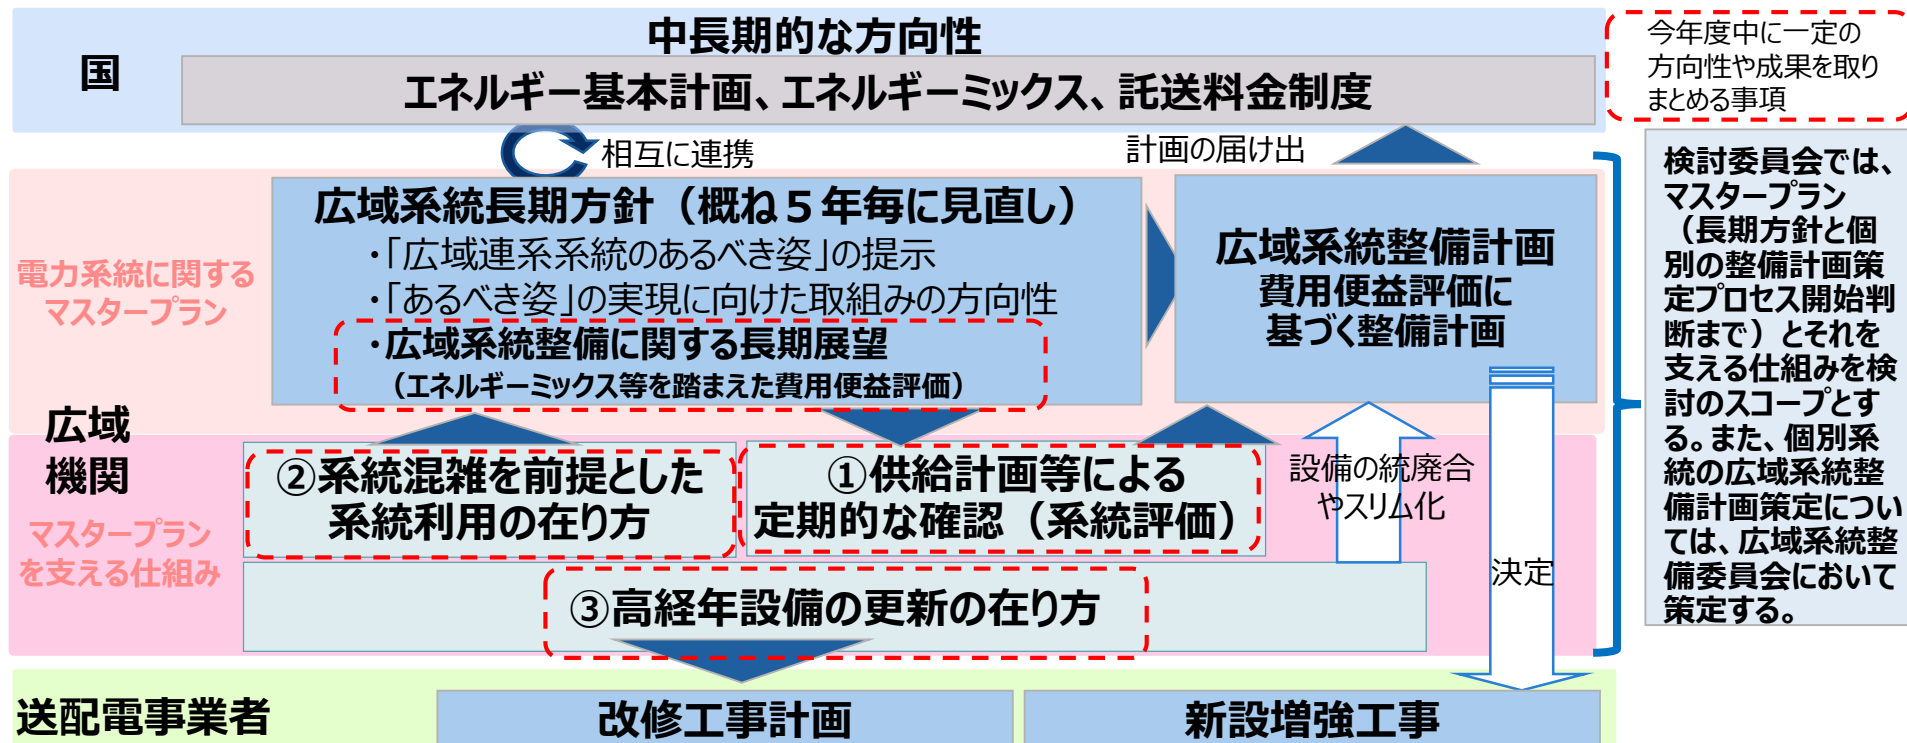 中長期的な方向性
国
エネルギー基本計画、エネルギーミックス、託送料金制度
今年度中に一定の
方向性や成果を取り
まとめる事項
相互に連携
計画の届け出
電力系統に関する
マスタープラン
広域系統長期方針（概ね５年毎に見直し）
・「広域連系系統のあるべき姿」の提示
・「あるべき姿」の実現に向けた取組みの方向性
・広域系統整備に関する長期展望
（エネルギーミックス等を踏まえた費用便益評価）
広域系統整備計画
費用便益評価に
基づく整備計画
検討委員会では、
マスタープラン
（長期方針と個
別の整備計画策
定プロセス開始判
断まで）とそれを
支える仕組みを検
討のスコープとす
る。また、個別系
統の広域系統整
備計画策定につい
ては、広域系統整
備委員会において
策定する。
広域
機関
マスタープラン
を支える仕組み
②系統混雑を前提とした
系統利用の在り方
①供給計画等による
定期的な確認（系統評価）
設備の統廃合
やスリム化
決定
③高経年設備の更新の在り方
送配電事業者
改修工事計画
新設増強工事